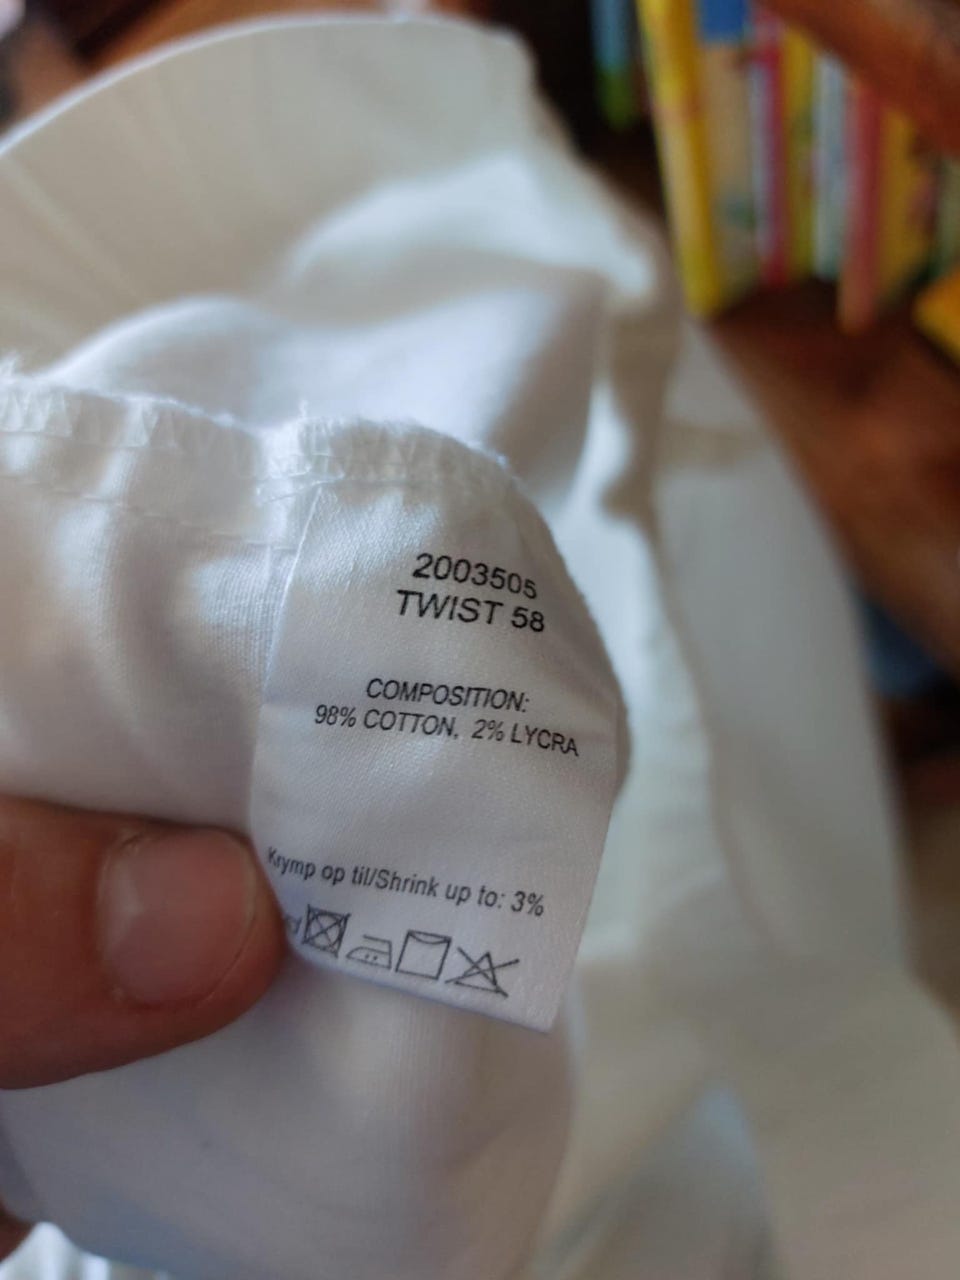 2003505
TWIST 58
COMPOSITION:
98% COTTON, 2% LYCRA
Krymp op til/Shrink up to: 3%